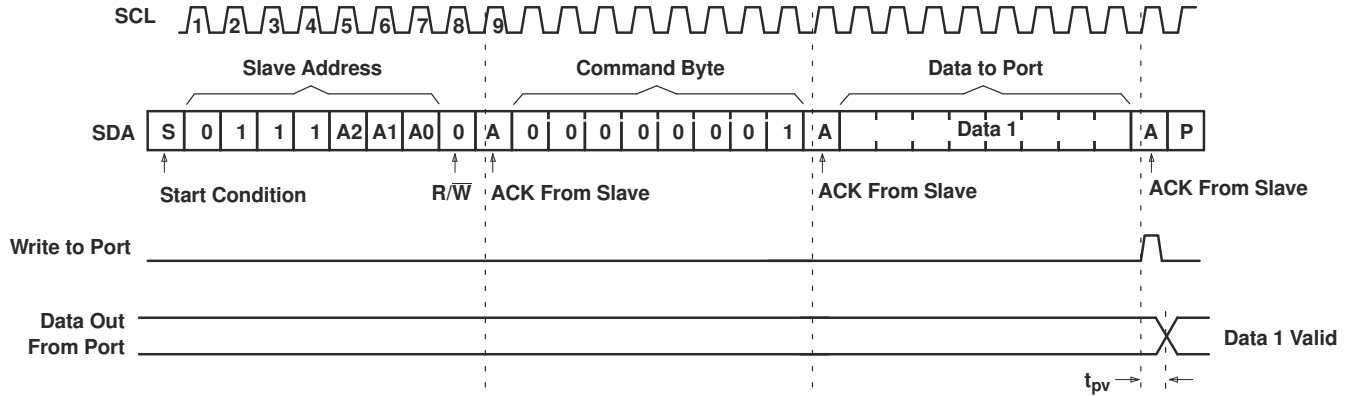 SCL 1 2 3 4 5 6 7 8 9
Slave Address Command Byte Data to Port
SDA S 0 1 1 1 A2 A1 A0 0 A 0 0 0 0 0 0 0 1 A Data 1 A P
Start Condition R/W̅ ACK From Slave ACK From Slave ACK From Slave
Write to Port
Data Out
From Port
Data 1 Valid
tpv